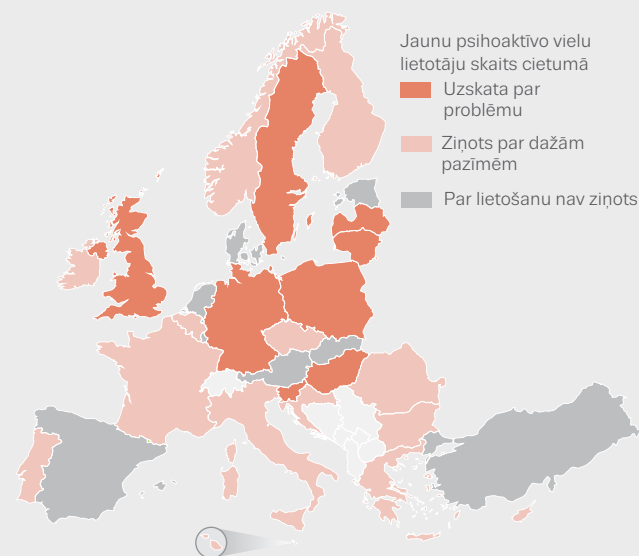 Jaunu psihoaktīvo vielu
lietotāju skaits cietumā
Uzskata par
problēmu
Ziņots par dažām
pazīmēm
Par lietošanu nav ziņots